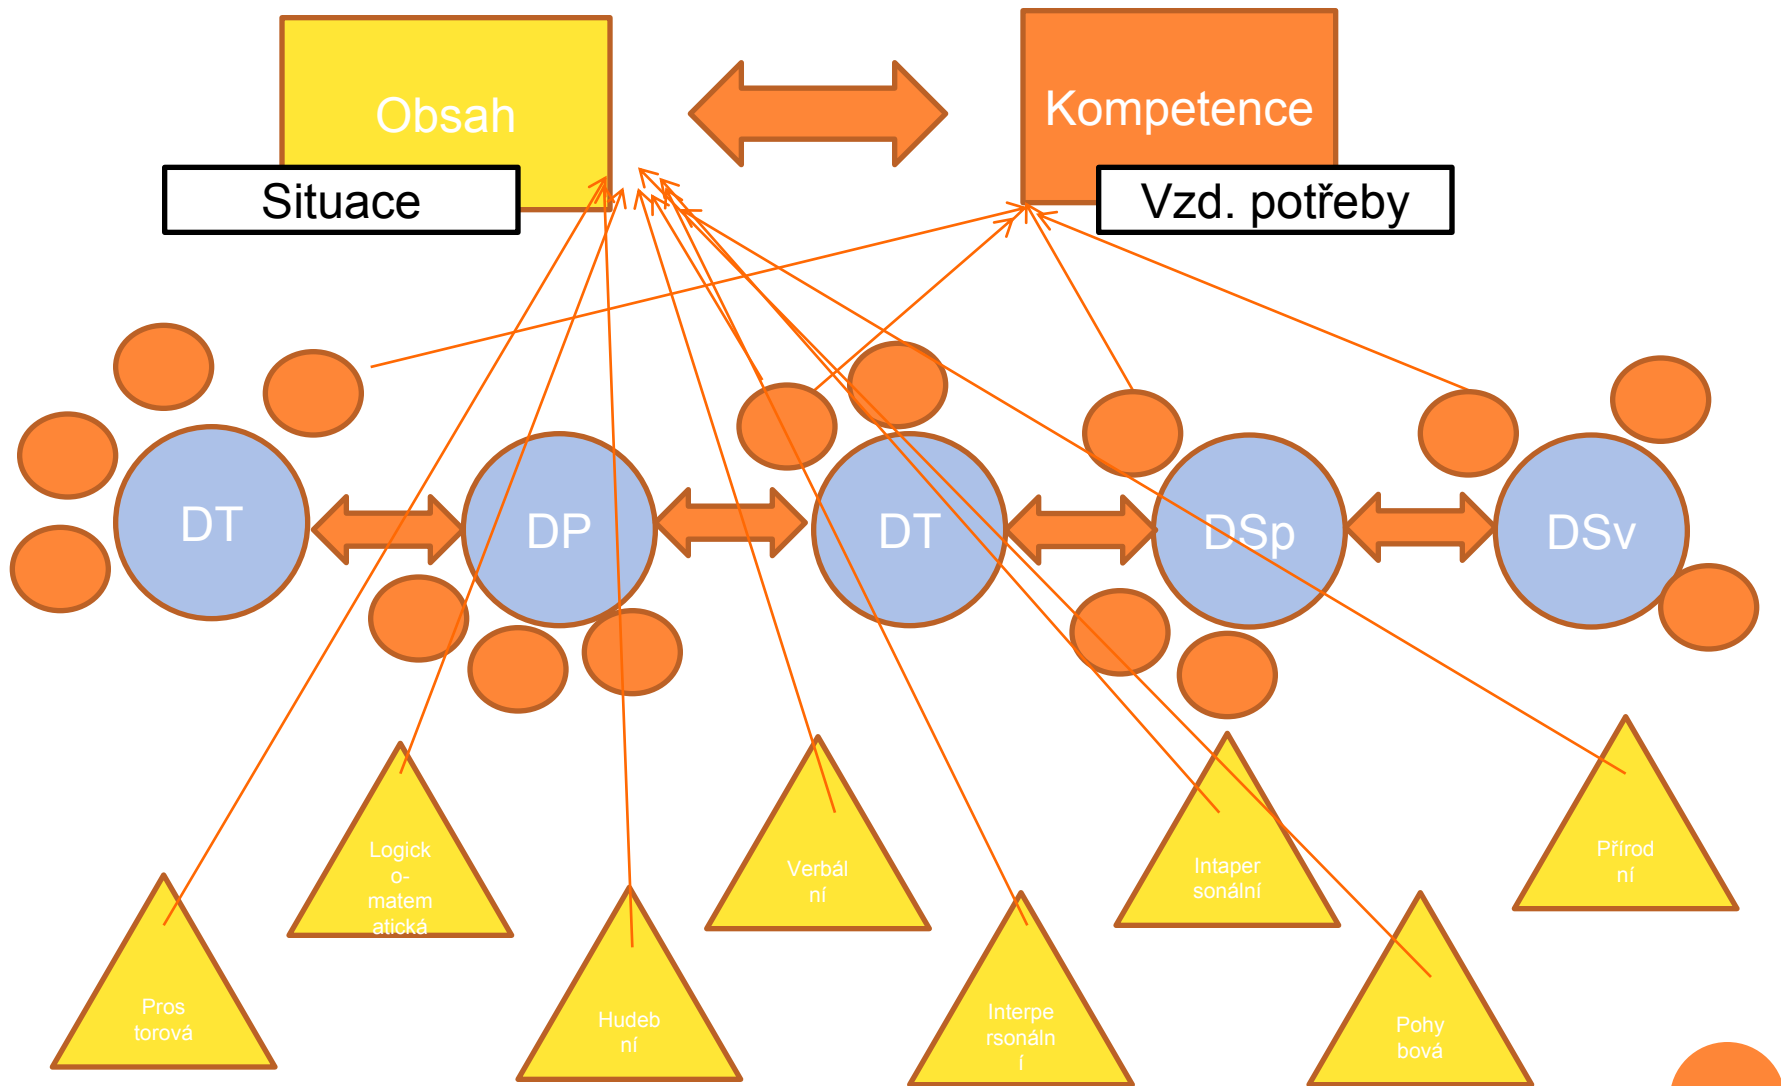 Obsah
Kompetence
Situace
Vzd. potřeby
DT
DP
DT
DSp
DSv
Logick
o-
matem
atická
Verbál
ní
Intaper
sonální
Přírod
ní
Pros
torová
Hudeb
ní
Interpe
rsonáln
í
Pohy
bová